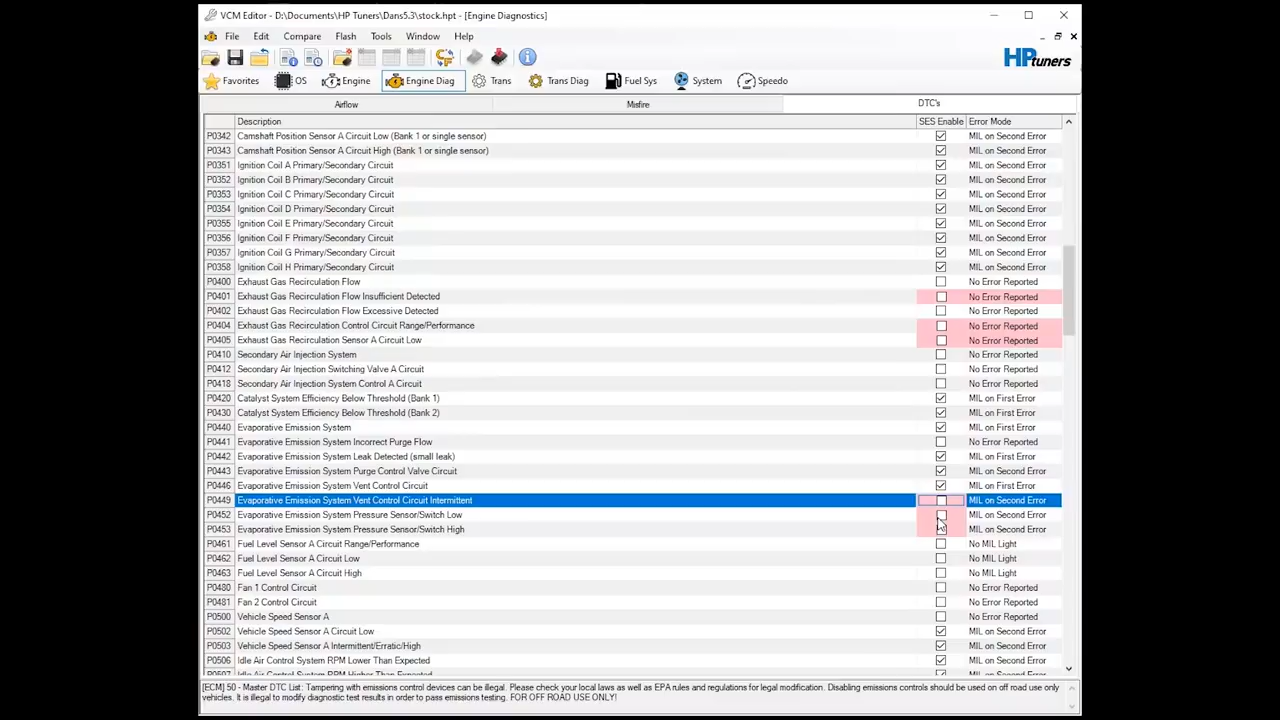 VCM Editor - D:\Documents\HP Tuners\Dans5.3\stock.hpt - [Engine Diagnostics]
File Edit Compare Flash Tools Window Help
HP tuners
Favorites OS Engine Engine Diag Trans Trans Diag Fuel Sys System Speedo
Airflow Misfire DTC's
Description SES Enable Error Mode
P0342 Camshaft Position Sensor A Circuit Low (Bank 1 or single sensor) MIL on Second Error
P0343 Camshaft Position Sensor A Circuit High (Bank 1 or single sensor) MIL on Second Error
P0351 Ignition Coil A Primary/Secondary Circuit MIL on Second Error
P0352 Ignition Coil B Primary/Secondary Circuit MIL on Second Error
P0353 Ignition Coil C Primary/Secondary Circuit MIL on Second Error
P0354 Ignition Coil D Primary/Secondary Circuit MIL on Second Error
P0355 Ignition Coil E Primary/Secondary Circuit MIL on Second Error
P0356 Ignition Coil F Primary/Secondary Circuit MIL on Second Error
P0357 Ignition Coil G Primary/Secondary Circuit MIL on Second Error
P0358 Ignition Coil H Primary/Secondary Circuit MIL on Second Error
P0400 Exhaust Gas Recirculation Flow No Error Reported
P0401 Exhaust Gas Recirculation Flow Insufficient Detected No Error Reported
P0402 Exhaust Gas Recirculation Flow Excessive Detected No Error Reported
P0404 Exhaust Gas Recirculation Control Circuit Range/Performance No Error Reported
P0405 Exhaust Gas Recirculation Sensor A Circuit Low No Error Reported
P0410 Secondary Air Injection System No Error Reported
P0412 Secondary Air Injection System Switching Valve A Circuit No Error Reported
P0418 Secondary Air Injection System Control A Circuit No Error Reported
P0420 Catalyst System Efficiency Below Threshold (Bank 1) MIL on First Error
P0430 Catalyst System Efficiency Below Threshold (Bank 2) MIL on First Error
P0440 Evaporative Emission System MIL on First Error
P0441 Evaporative Emission System Incorrect Purge Flow No Error Reported
P0442 Evaporative Emission System Leak Detected (small leak) MIL on First Error
P0443 Evaporative Emission System Purge Control Valve Circuit MIL on Second Error
P0446 Evaporative Emission System Vent Control Circuit MIL on First Error
P0449 Evaporative Emission System Vent Control Circuit Intermittent MIL on Second Error
P0452 Evaporative Emission System Pressure Sensor/Switch Low MIL on Second Error
P0453 Evaporative Emission System Pressure Sensor/Switch High MIL on Second Error
P0461 Fuel Level Sensor A Circuit Range/Performance No MIL Light
P0462 Fuel Level Sensor A Circuit Low No MIL Light
P0463 Fuel Level Sensor A Circuit High No MIL Light
P0480 Fan 1 Control Circuit No Error Reported
P0481 Fan 2 Control Circuit No Error Reported
P0500 Vehicle Speed Sensor A No Error Reported
P0502 Vehicle Speed Sensor A Circuit Low MIL on Second Error
P0503 Vehicle Speed Sensor A Intermittent/Erratic/High MIL on Second Error
P0506 Idle Air Control System RPM Lower Than Expected MIL on Second Error
P0507 Idle Air Control System RPM Higher Than Expected MIL on Second Error
[ECM] 50 - Master DTC List: Tampering with emissions control devices can be illegal. Please check your local laws as well as EPA rules and regulations for legal modification. Disabling emissions controls should be used on off road use only
vehicles. It is illegal to modify diagnostic test results in order to pass emissions testing. FOR OFF ROAD USE ONLY!